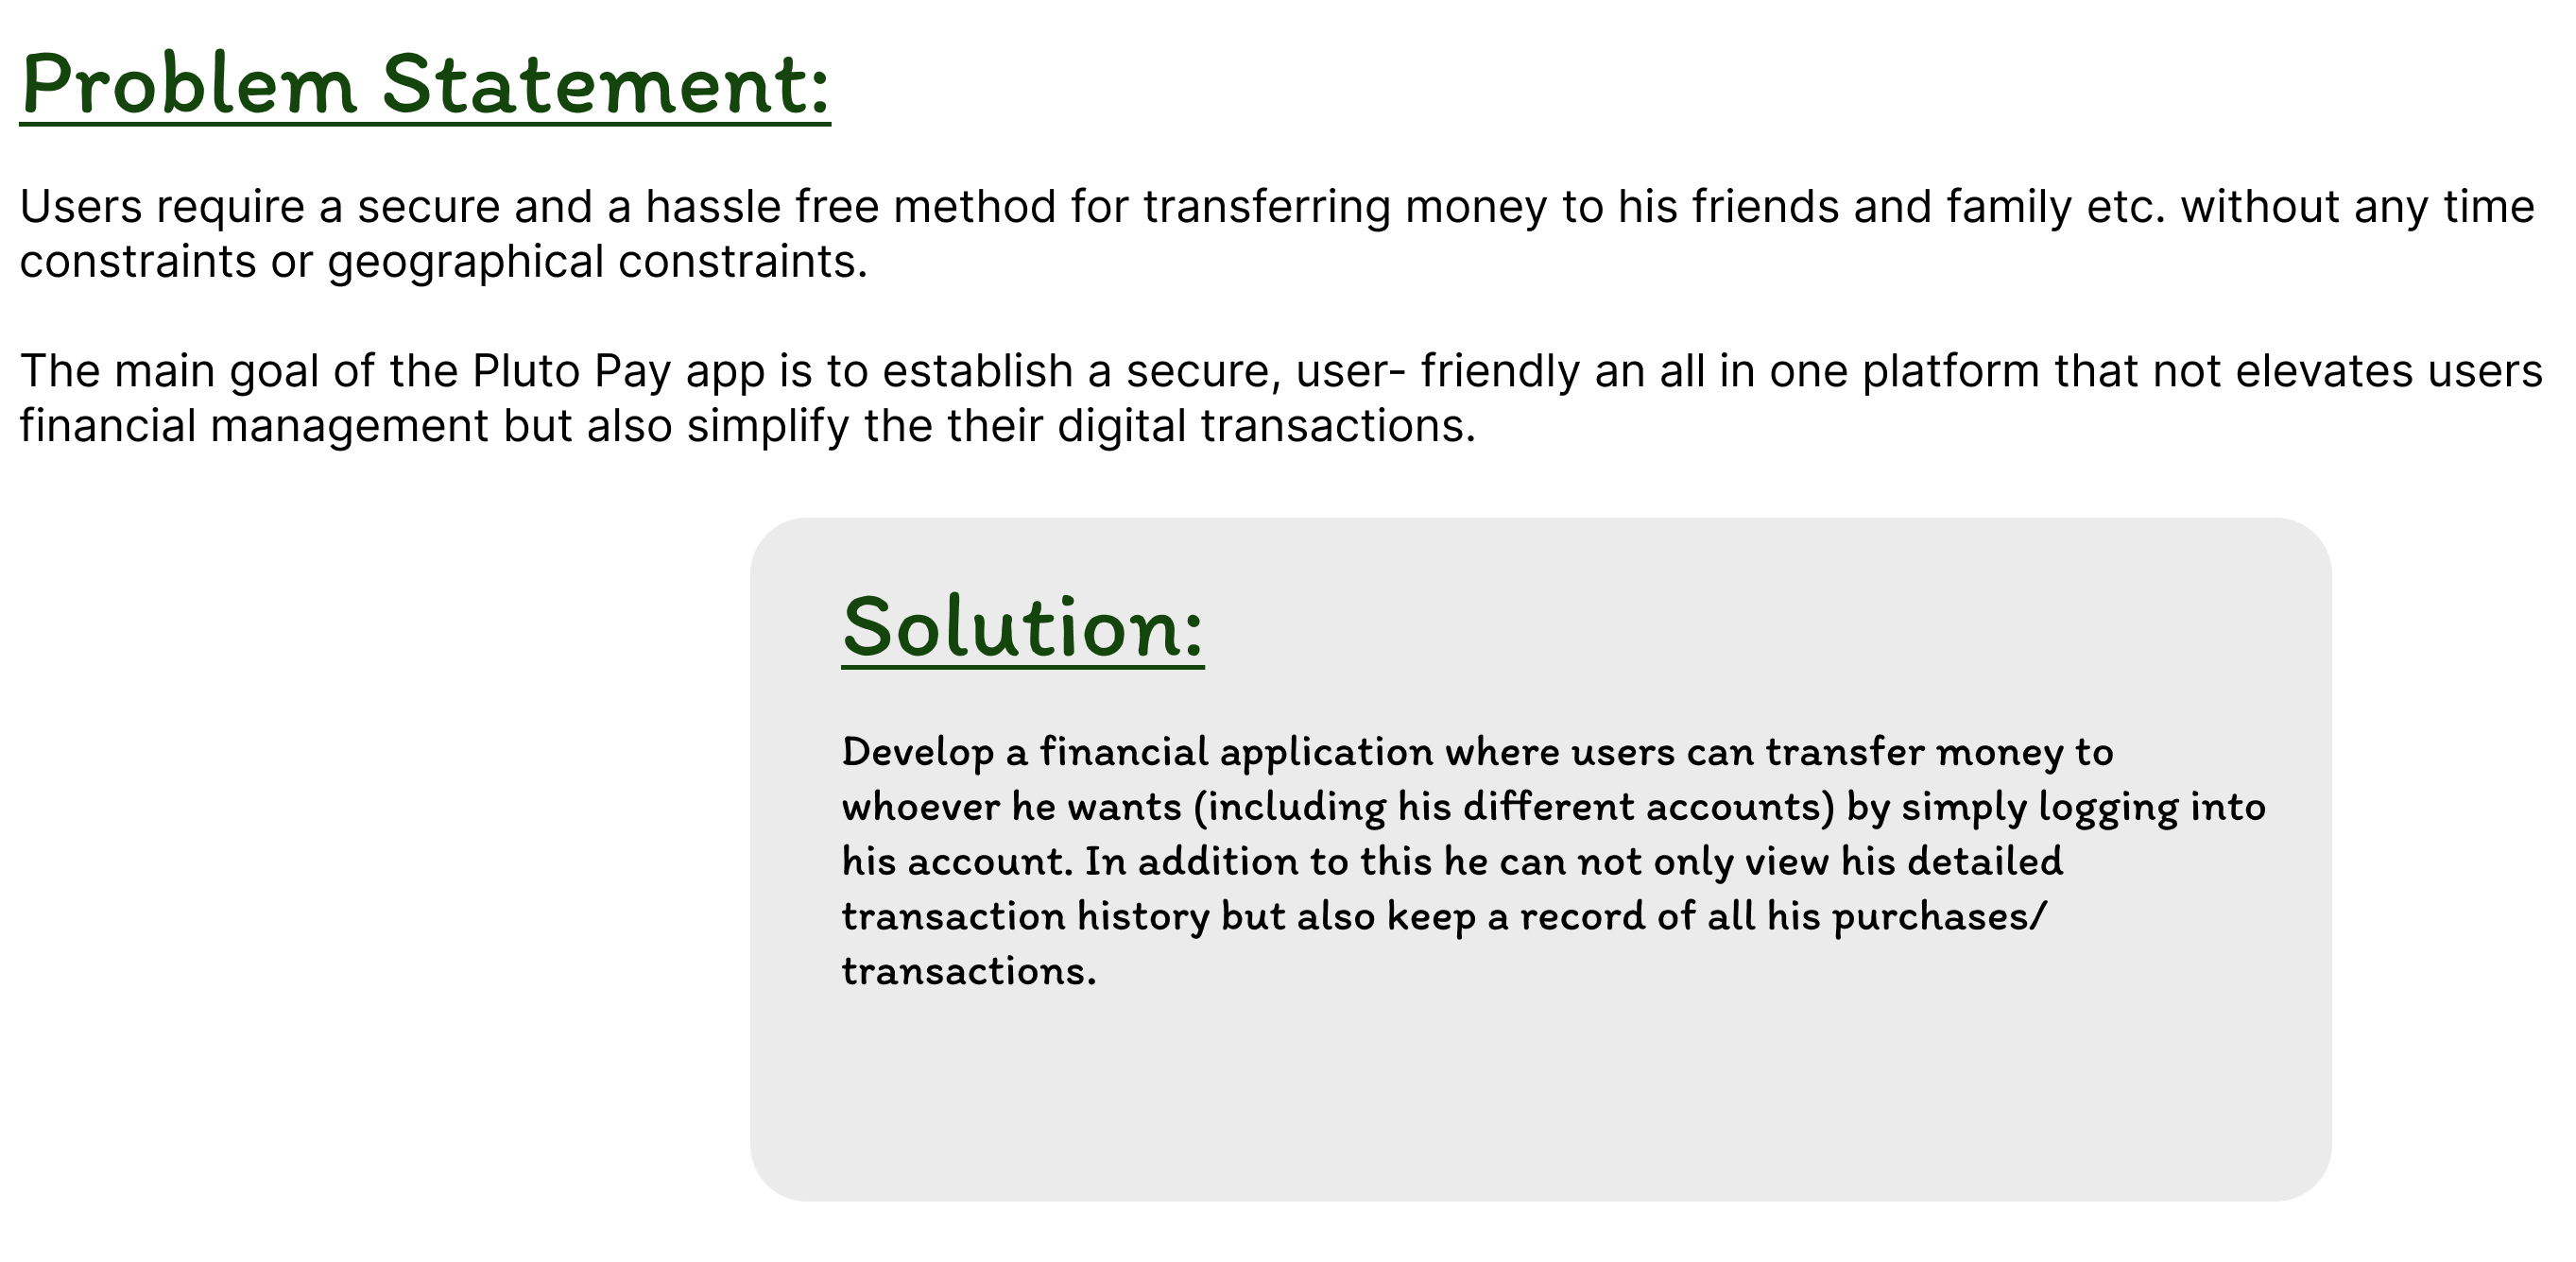 Problem Statement:
Users require a secure and a hassle free method for transferring money to his friends and family etc. without any time
constraints or geographical constraints.
The main goal of the Pluto Pay app is to establish a secure, user- friendly an all in one platform that not elevates users
financial management but also simplify the their digital transactions.
Solution:
Develop a financial application where users can transfer money to
whoever he wants (including his different accounts) by simply logging into
his account. In addition to this he can not only view his detailed
transaction history but also keep a record of all his purchases/
transactions.